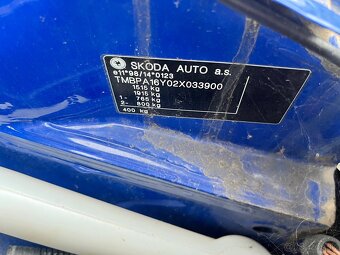 SKODA AUTO a.s.
e11*98/14*0123
TMBPA16Y02X033900
1515 kg
1915 kg
1- 765 kg
2- 800 kg
400 kg